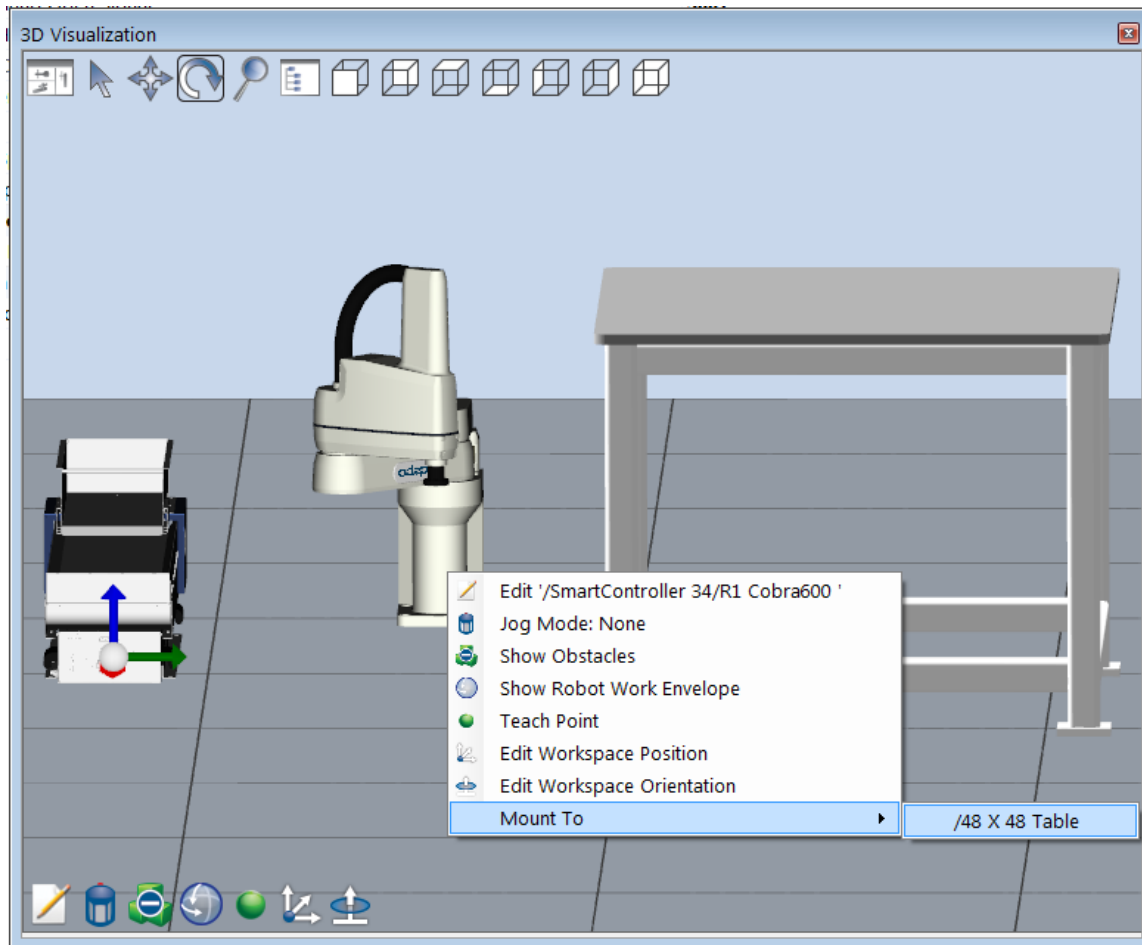 3D Visualization
Edit '/SmartController 34/R1 Cobra600 '
Jog Mode: None
Show Obstacles
Show Robot Work Envelope
Teach Point
Edit Workspace Position
Edit Workspace Orientation
Mount To
/48 X 48 Table